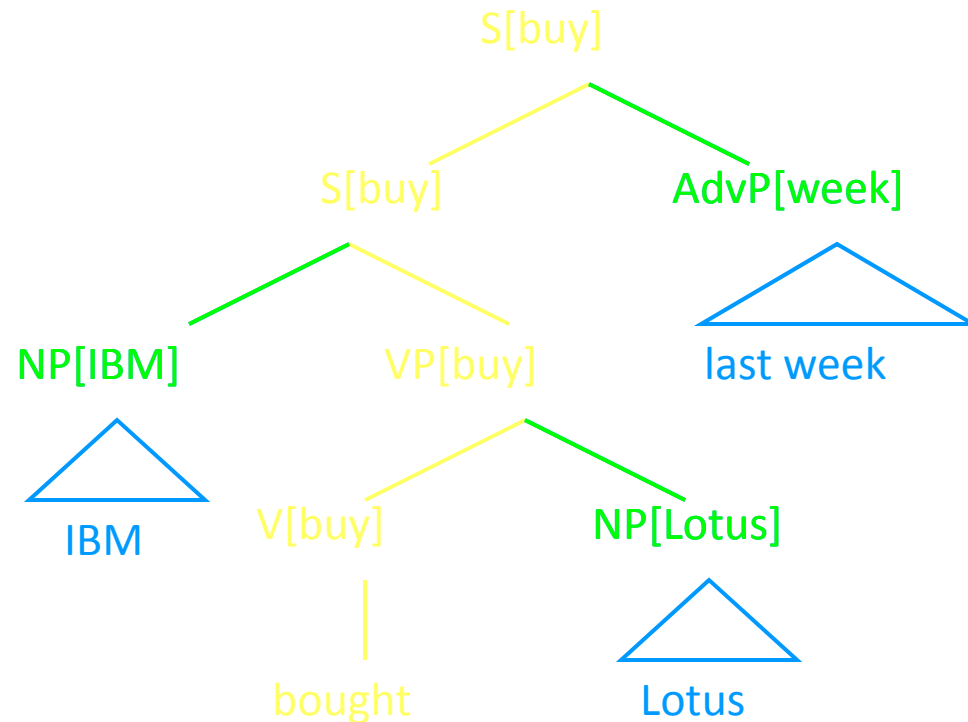 S[buy]
S[buy] AdvP[week]
NP[IBM] VP[buy] last week
IBM V[buy] NP[Lotus]
bought Lotus